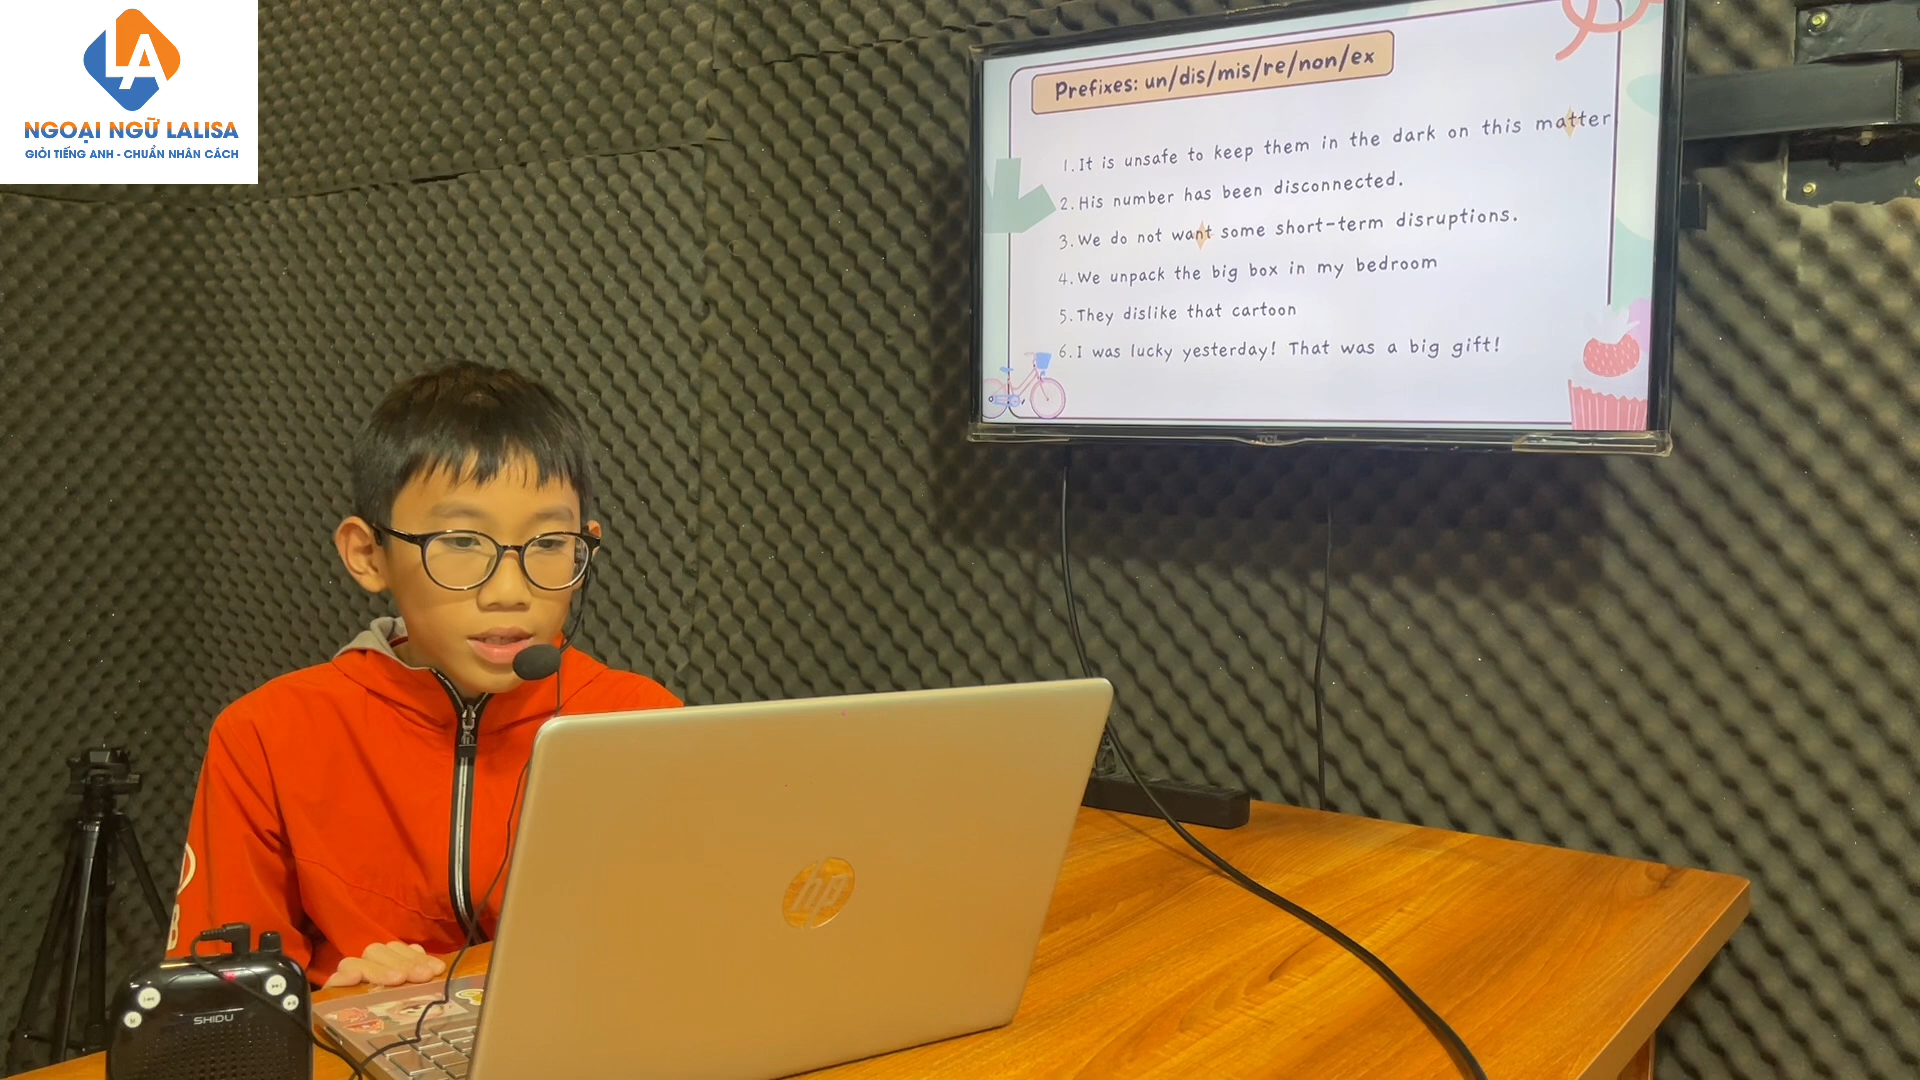 LA
NGOẠI NGỮ LALISA
GIỎI TIẾNG ANH - CHUẨN NHÂN CÁCH
Prefixes: un/dis/mis/re/non/ex
1. It is unsafe to keep them in the dark on this matter
2. His number has been disconnected.
3. We do not want some short-term disruptions.
4. We unpack the big box in my bedroom
5. They dislike that cartoon
6. I was lucky yesterday! That was a big gift!
hp
SHIDU